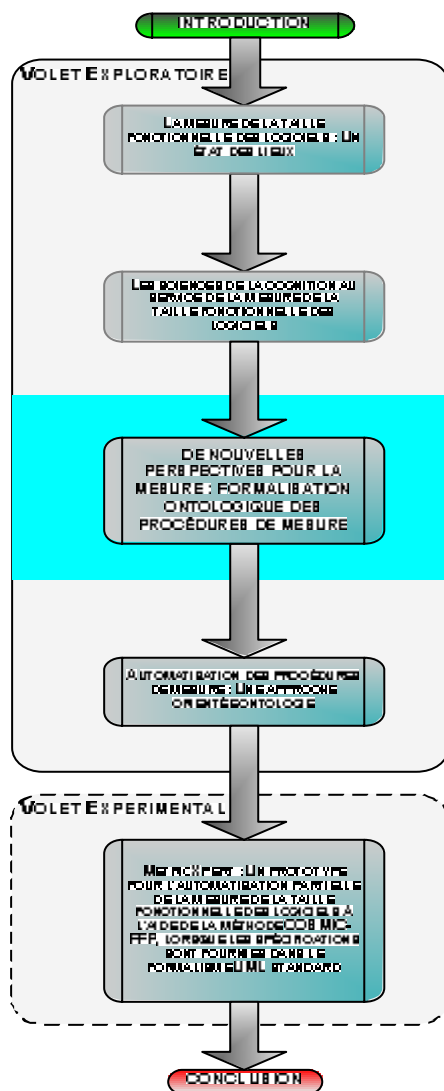 INTRODUCTION
VOLET EXPLORATOIRE
LA MESURE DE LA TAILLE
FONCTIONNELLE DES LOGICIELS : UN
ÉTAT DES LIEUX
LES SCIENCES DE LA COGNITION AU
SERVICE DE LA MESURE DE LA
TAILLE FONCTIONNELLE DES
LOGICIELS
DE NOUVELLES
PERSPECTIVES POUR LA
MESURE : FORMALISATION
ONTOLOGIQUE DES
PROCÉDURES DE MESURE
AUTOMATISATION DES PROCÉDURES
DE MESURE : UNE APPROCHE
ORIENTÉE ONTOLOGIE
VOLET EXPERIMENTAL
METRICXPERT : UN PROTOTYPE
POUR L'AUTOMATISATION PARTIELLE
DE LA MESURE DE LA TAILLE
FONCTIONNELLE DES LOGICIELS À
L'AIDE DE LA MÉTHODE COSMIC-
FFP, LORSQUE LES SPÉCIFICATIONS
SONT FOURNIES DANS LE
FORMALISME UML STANDARD
CONCLUSION